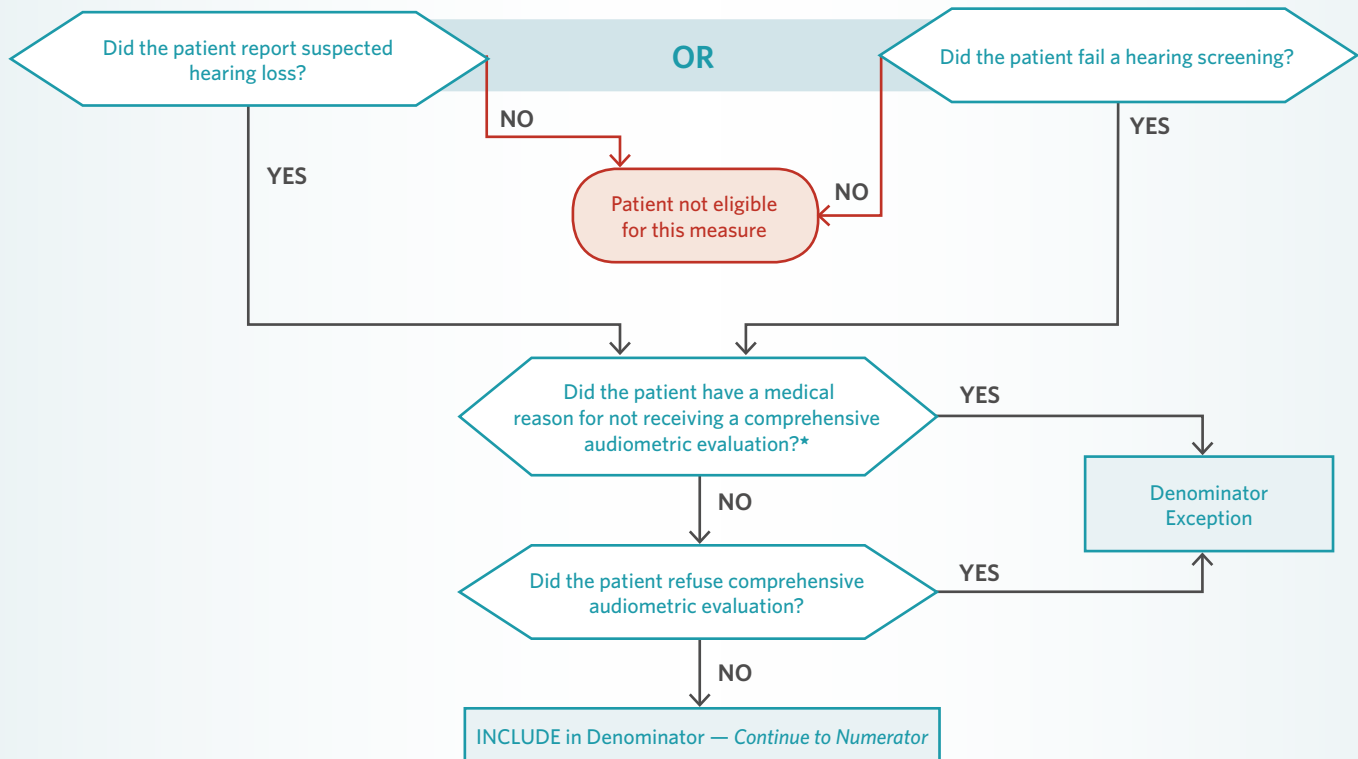 Did the patient report suspected
hearing loss?
OR
Did the patient fail a hearing screening?
NO
YES
YES
NO
Patient not eligible
for this measure
Did the patient have a medical
reason for not receiving a comprehensive
audiometric evaluation?★
YES
Denominator
Exception
NO
Did the patient refuse comprehensive
audiometric evaluation?
YES
NO
INCLUDE in Denominator — Continue to Numerator